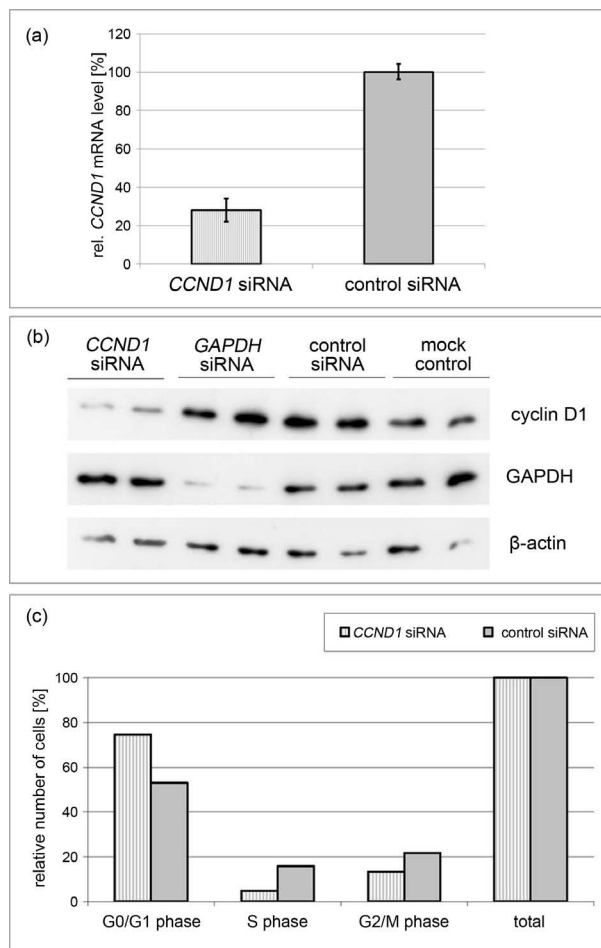 (a)
rel. CCND1 mRNA level [%]
120
100
80
60
40
20
0
CCND1 siRNA
control siRNA
(b)
CCND1 siRNA
GAPDH siRNA
control siRNA
mock control
cyclin D1
GAPDH
β-actin
(c)
CCND1 siRNA
control siRNA
relative number of cells [%]
100
80
60
40
20
0
G0/G1 phase
S phase
G2/M phase
total